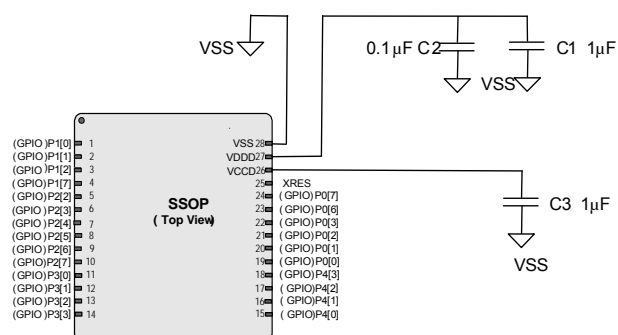 VSS
0.1 µF C2
C1 1µF
VSS
(GPIO )P1[0] 1
(GPIO )P1[1] 2
(GPIO )P1[2] 3
(GPIO )P1[7] 4
(GPIO )P2[2] 5
(GPIO )P2[3] 6
(GPIO )P2[4] 7
(GPIO )P2[5] 8
(GPIO )P2[6] 9
(GPIO)P2[7] 10
(GPIO )P3[0] 11
(GPIO )P3[1] 12
(GPIO )P3[2] 13
(GPIO )P3[3] 14
SSOP
( Top View)
VSS 28
VDDD 27
VCCD 26
25 XRES
24 ( GPIO) P0[7]
23 ( GPIO) P0[6]
22 ( GPIO) P0[3]
21 ( GPIO) P0[2]
20 ( GPIO) P0[1]
19 ( GPIO) P0[0]
18 ( GPIO) P4[3]
17 ( GPIO)P4[2]
16 ( GPIO)P4[1]
15 ( GPIO)P4[0]
C3 1µF
VSS